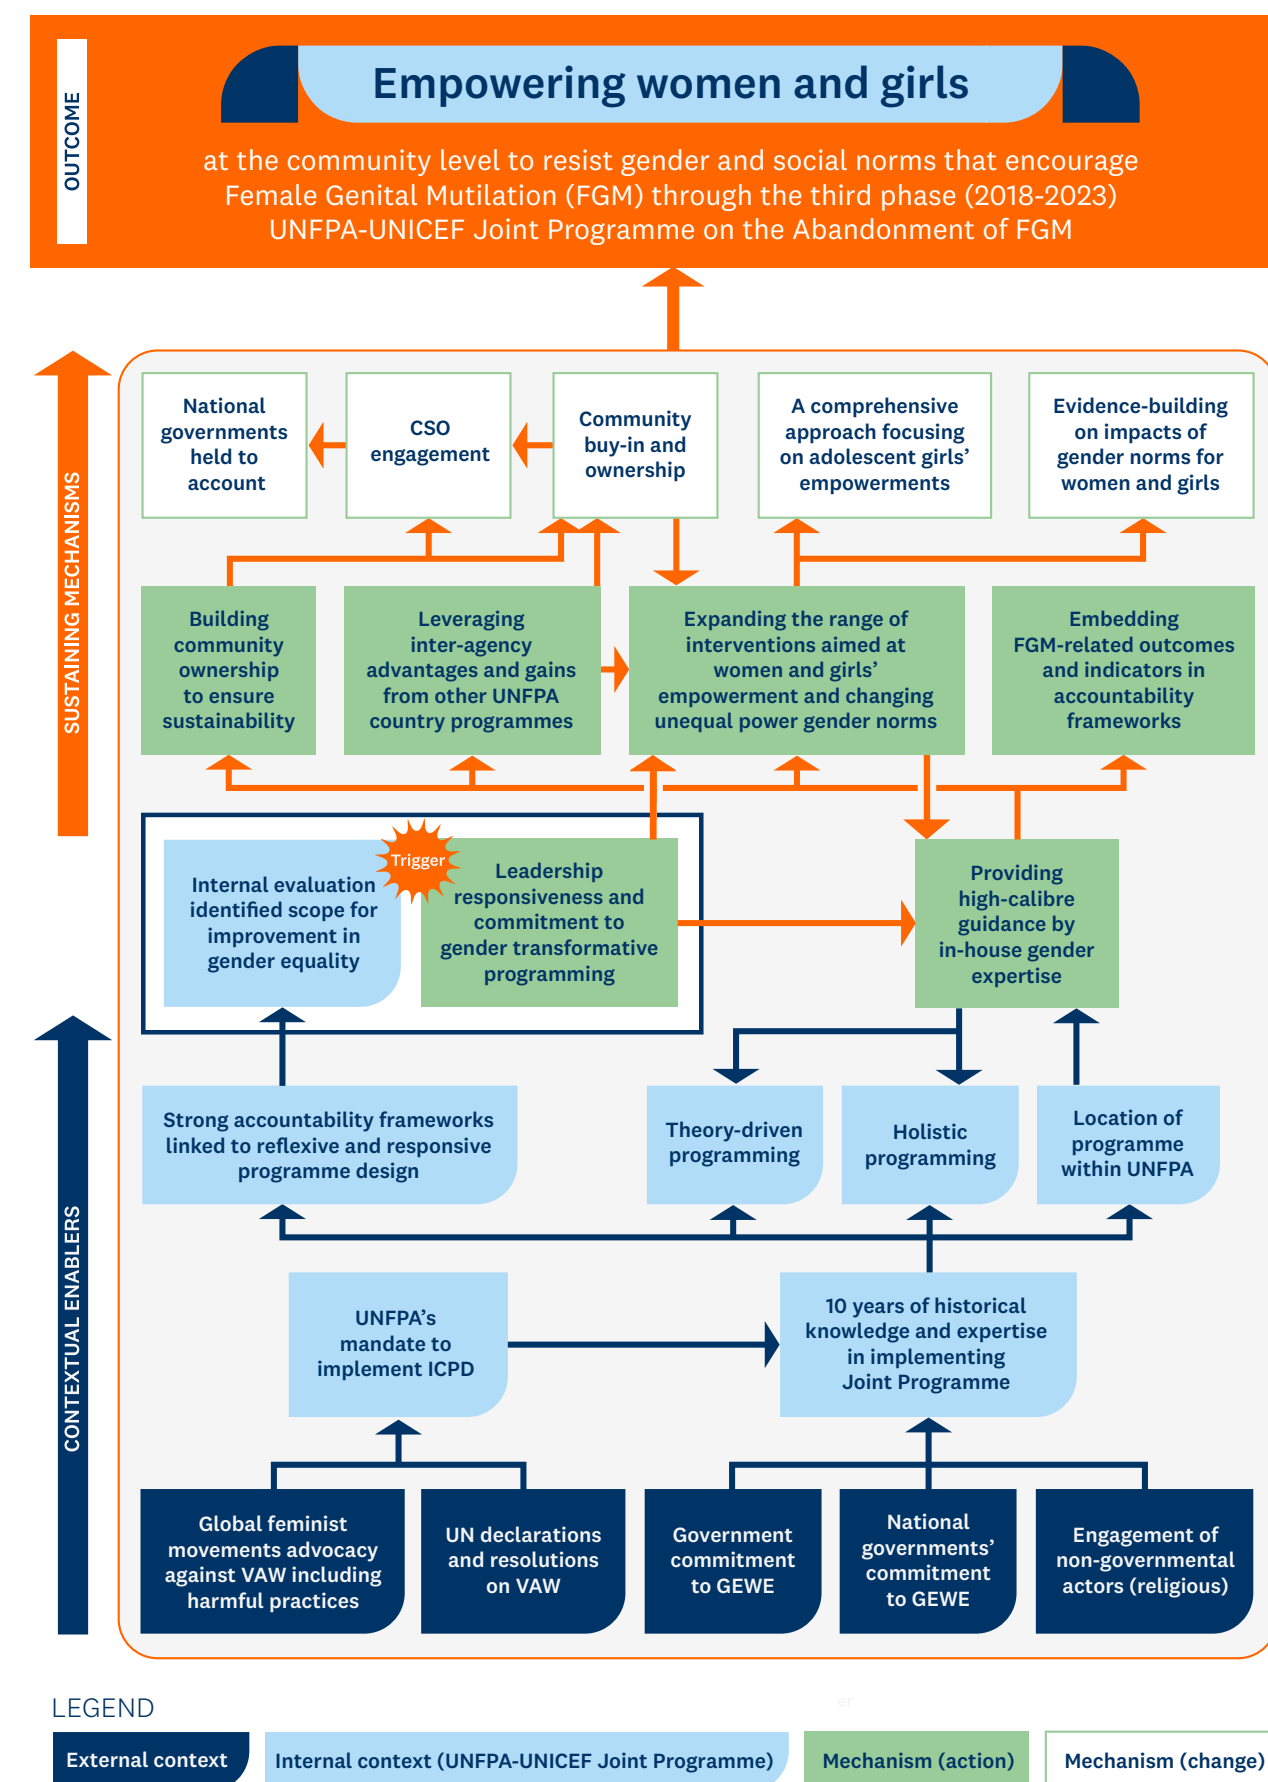 OUTCOME
Empowering women and girls
at the community level to resist gender and social norms that encourage
Female Genital Mutilation (FGM) through the third phase (2018-2023)
UNFPA-UNICEF Joint Programme on the Abandonment of FGM
SUSTAINING MECHANISMS
National
governments
held to
account
CSO
engagement
Community
buy-in and
ownership
A comprehensive
approach focusing
on adolescent girls’
empowerments
Evidence-building
on impacts of
gender norms for
women and girls
Building
community
ownership
to ensure
sustainability
Leveraging
inter-agency
advantages and gains
from other UNFPA
country programmes
Expanding the range of
interventions aimed at
women and girls’
empowerment and changing
unequal power gender norms
Embedding
FGM-related outcomes
and indicators in
accountability
frameworks
Internal evaluation
identified scope for
improvement in
gender equality
Trigger
Leadership
responsiveness and
commitment to
gender transformative
programming
Providing
high-calibre
guidance by
in-house gender
expertise
CONTEXTUAL ENABLERS
Strong accountability frameworks
linked to reflexive and responsive
programme design
Theory-driven
programming
Holistic
programming
Location of
programme
within UNFPA
UNFPA’s
mandate to
implement ICPD
10 years of historical
knowledge and expertise
in implementing
Joint Programme
Global feminist
movements advocacy
against VAW including
harmful practices
UN declarations
and resolutions
on VAW
Government
commitment
to GEWE
National
governments’
commitment
to GEWE
Engagement of
non-governmental
actors (religious)
LEGEND
er
External context
Internal context (UNFPA-UNICEF Joint Programme)
Mechanism (action)
Mechanism (change)